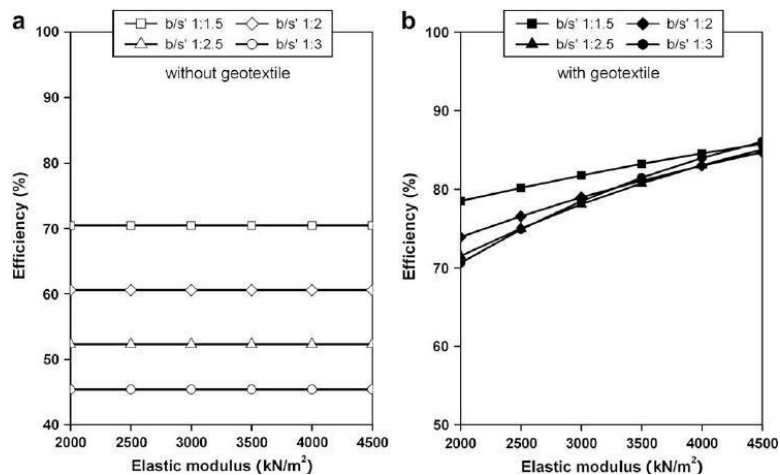 a
b/s' 1:1.5 b/s' 1:2
b/s' 1:2.5 b/s' 1:3
without geotextile
100
90
80
70
60
50
40
Efficiency (%)
2000 2500 3000 3500 4000 4500
Elastic modulus (kN/m²)
b
b/s' 1:1.5 b/s' 1:2
b/s' 1:2.5 b/s' 1:3
with geotextile
100
90
80
70
60
50
Efficiency (%)
2000 2500 3000 3500 4000 4500
Elastic modulus (kN/m²)